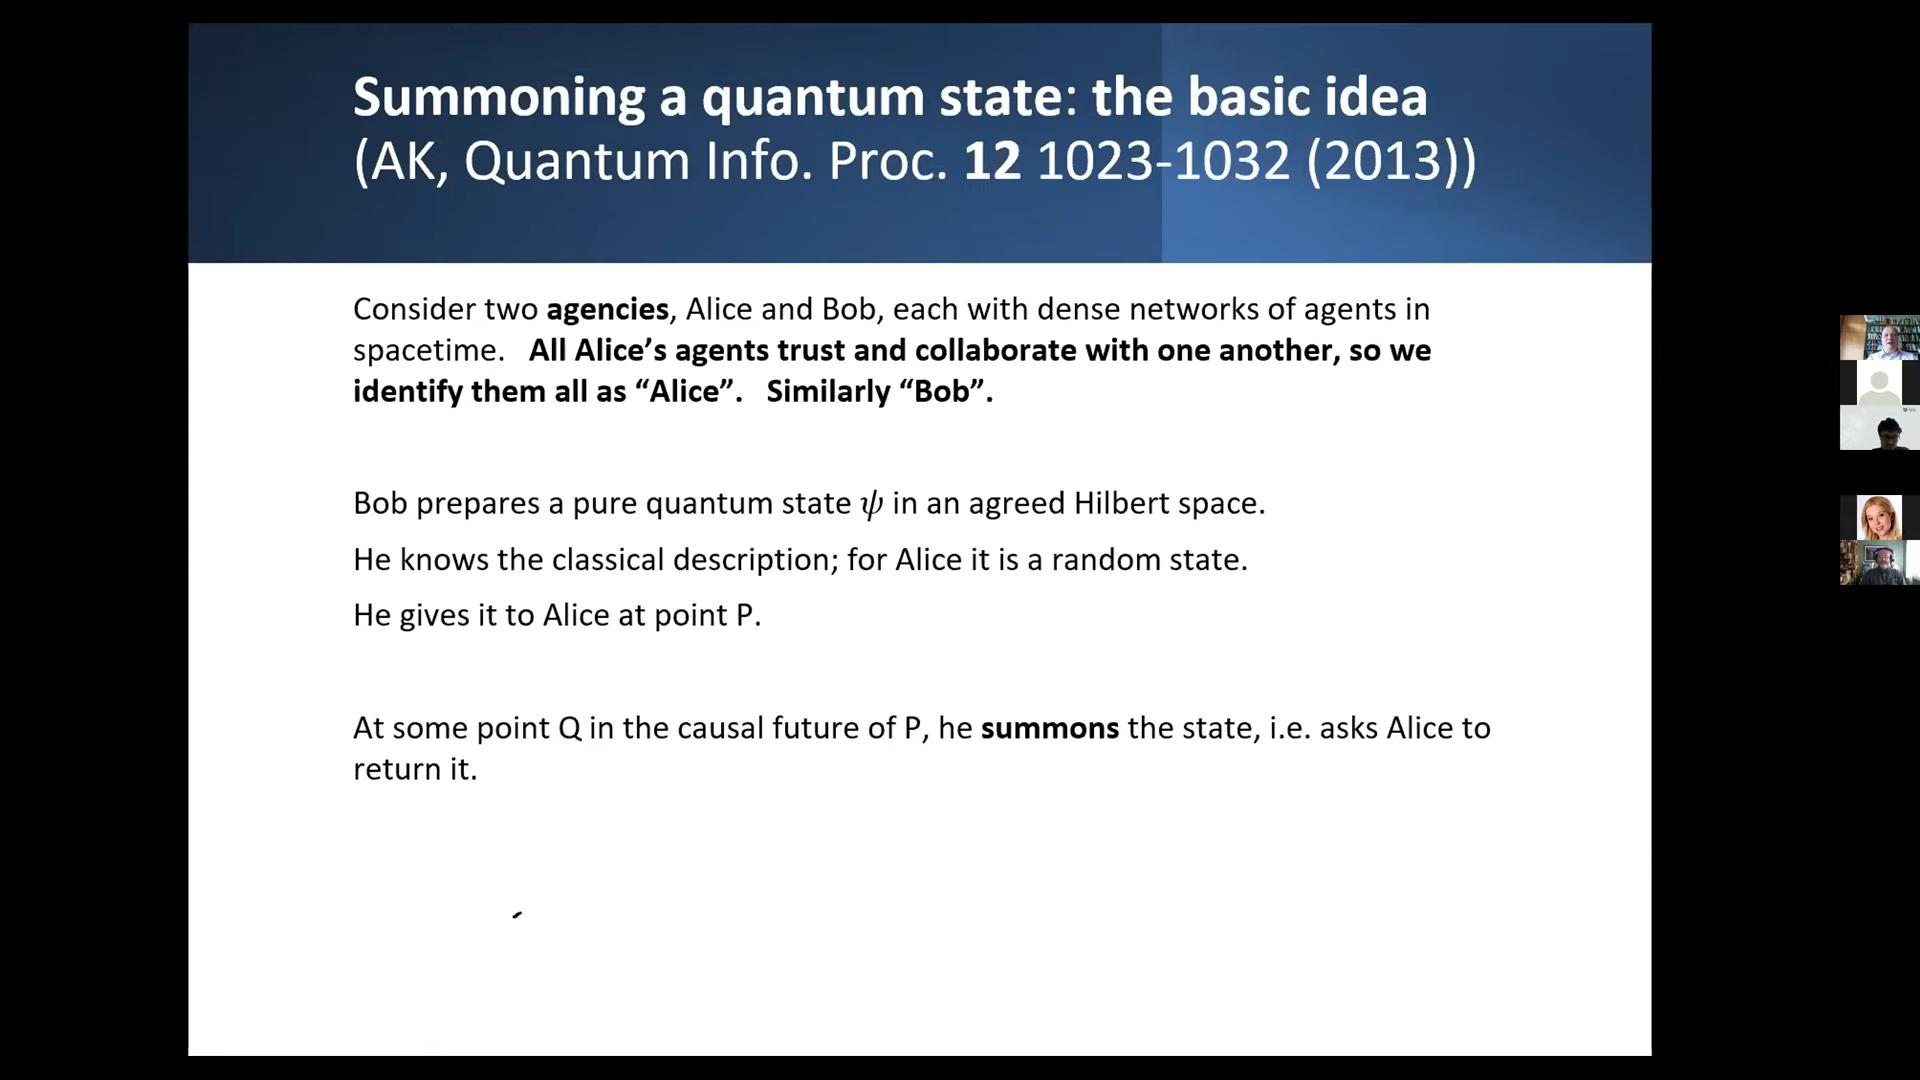 Summoning a quantum state: the basic idea
(AK, Quantum Info. Proc. 12 1023-1032 (2013))
Consider two agencies, Alice and Bob, each with dense networks of agents in
spacetime. All Alice’s agents trust and collaborate with one another, so we
identify them all as “Alice”. Similarly “Bob”.
Bob prepares a pure quantum state ψ in an agreed Hilbert space.
He knows the classical description; for Alice it is a random state.
He gives it to Alice at point P.
At some point Q in the causal future of P, he summons the state, i.e. asks Alice to
return it.